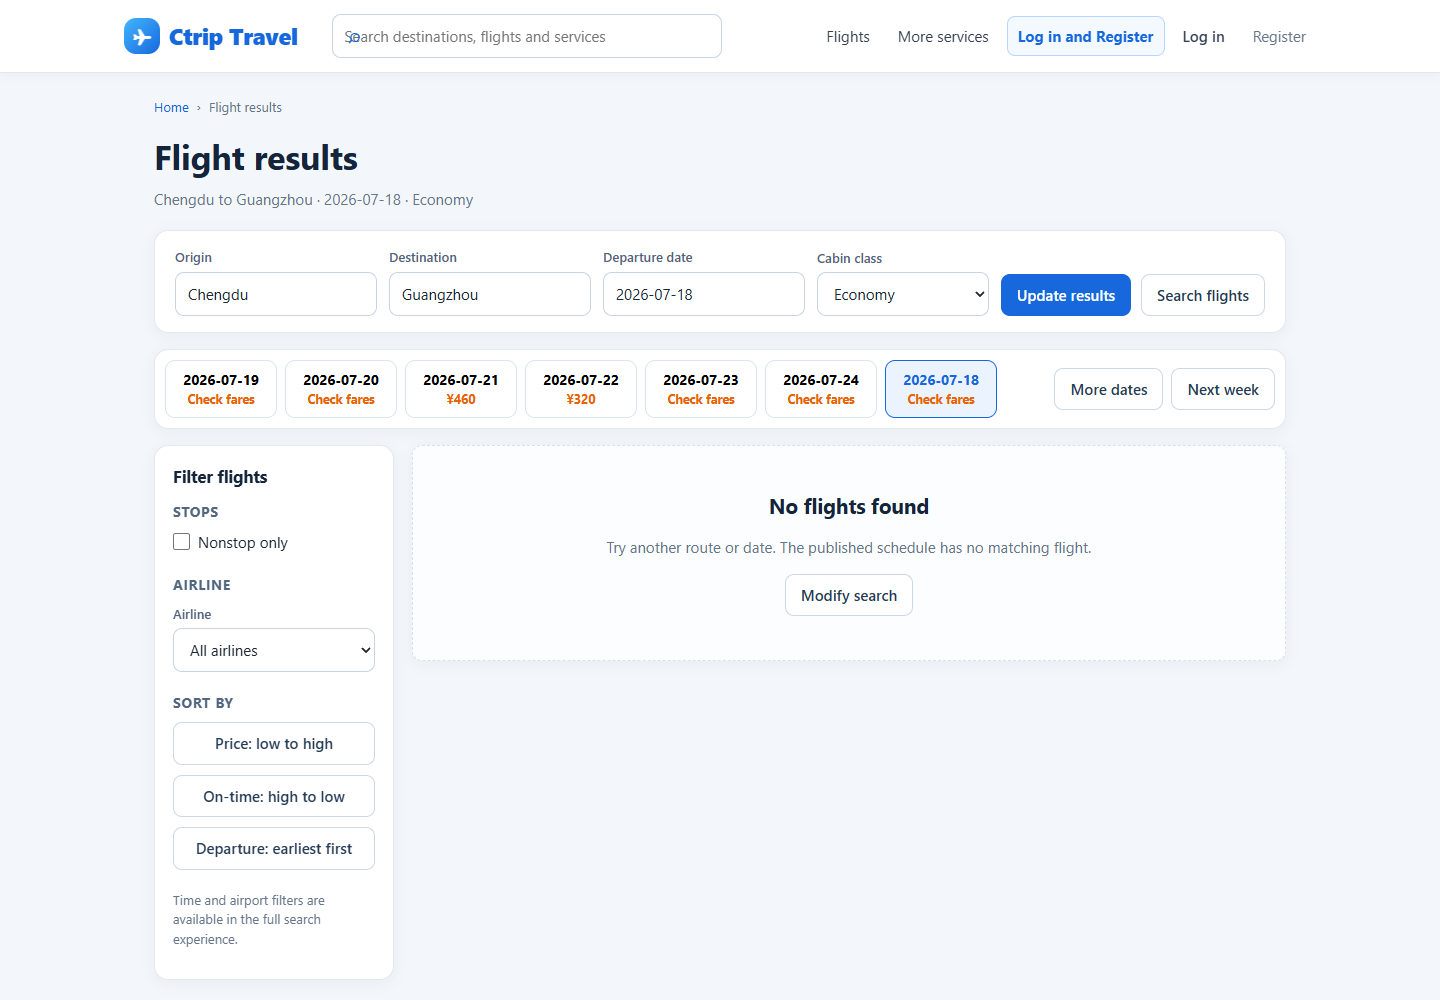 Ctrip Travel
Search destinations, flights and services
Flights
More services
Log in and Register
Log in
Register
Home › Flight results
Flight results
Chengdu to Guangzhou · 2026-07-18 · Economy
Origin
Destination
Departure date
Cabin class
Chengdu
Guangzhou
2026-07-18
Economy
Update results
Search flights
2026-07-19
Check fares
2026-07-20
Check fares
2026-07-21
¥460
2026-07-22
¥320
2026-07-23
Check fares
2026-07-24
Check fares
2026-07-18
Check fares
More dates
Next week
Filter flights
STOPS
Nonstop only
AIRLINE
Airline
All airlines
SORT BY
Price: low to high
On-time: high to low
Departure: earliest first
Time and airport filters are
available in the full search
experience.
No flights found
Try another route or date. The published schedule has no matching flight.
Modify search